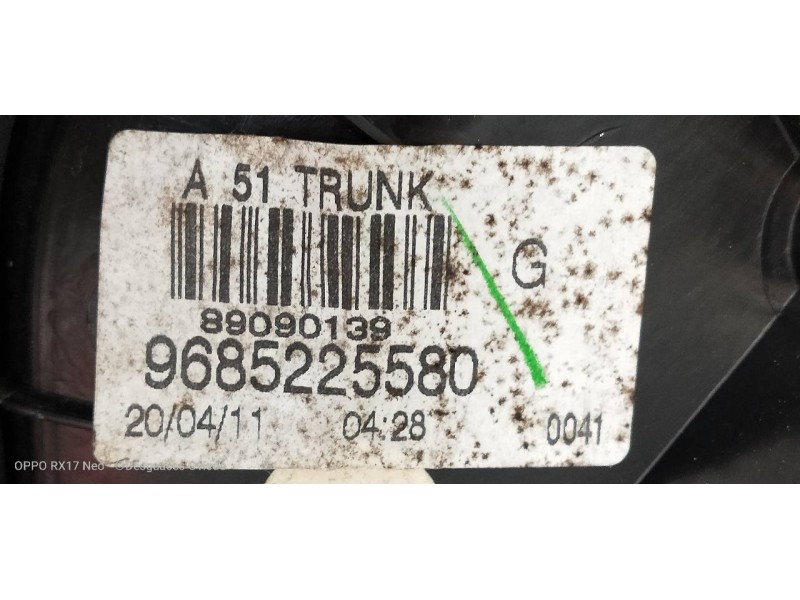 A 51 TRUNK
G
89090139
9685225580
20/04/11 04:28 0041
OPPO RX17 Neo